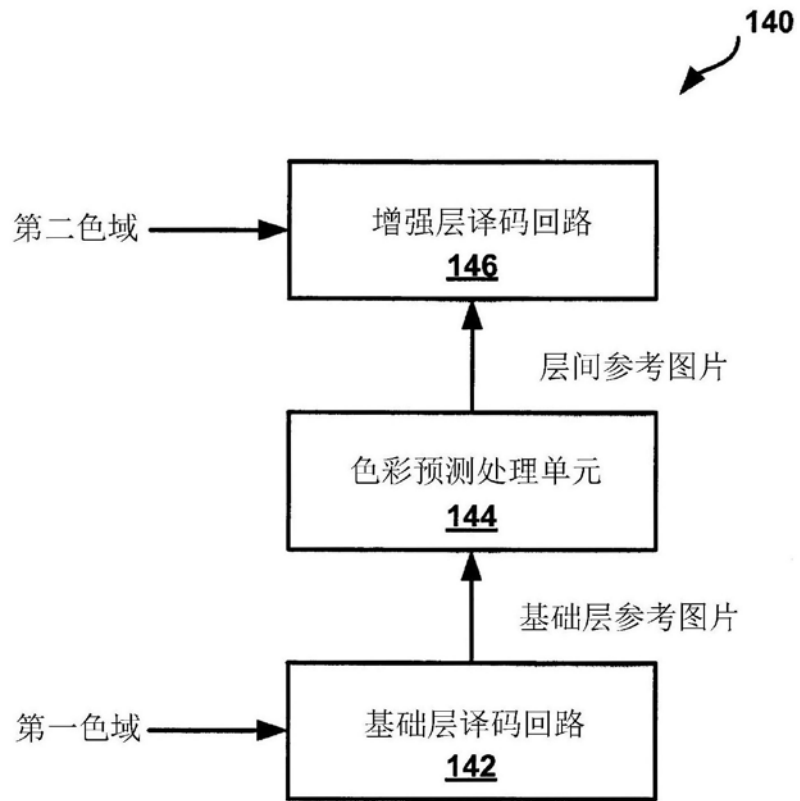 140
增强层译码回路
146
第二色域
层间参考图片
色彩预测处理单元
144
基础层参考图片
基础层译码回路
142
第一色域